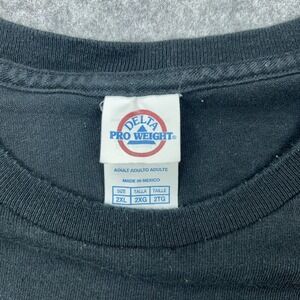 DELTA
PRO WEIGHT®
ADULT/ADULTO/ADULTE
MADE IN MEXICO
SIZE TALLA TAILLE
2XL 2XG 2TG